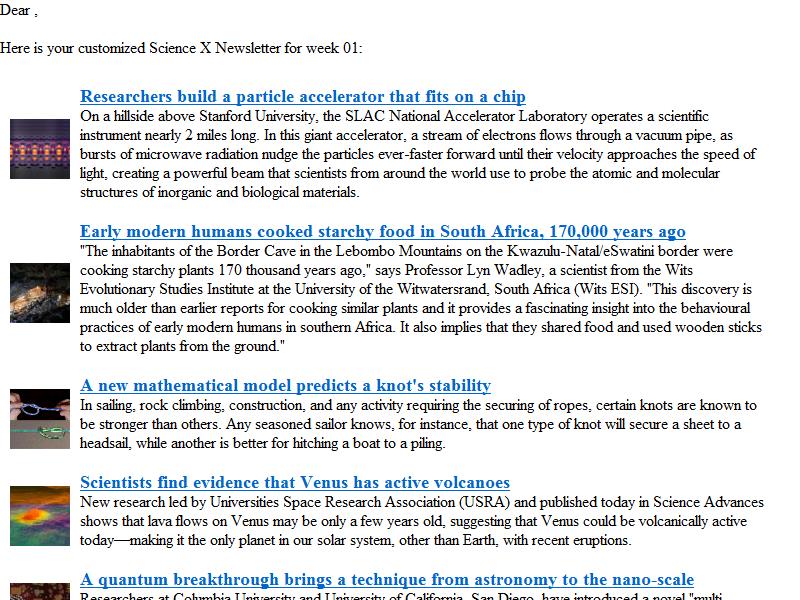 Dear ,
Here is your customized Science X Newsletter for week 01:
Researchers build a particle accelerator that fits on a chip
On a hillside above Stanford University, the SLAC National Accelerator Laboratory operates a scientific
instrument nearly 2 miles long. In this giant accelerator, a stream of electrons flows through a vacuum pipe, as
bursts of microwave radiation nudge the particles ever-faster forward until their velocity approaches the speed of
light, creating a powerful beam that scientists from around the world use to probe the atomic and molecular
structures of inorganic and biological materials.
Early modern humans cooked starchy food in South Africa, 170,000 years ago
"The inhabitants of the Border Cave in the Lebombo Mountains on the Kwazulu-Natal/eSwatini border were
cooking starchy plants 170 thousand years ago," says Professor Lyn Wadley, a scientist from the Wits
Evolutionary Studies Institute at the University of the Witwatersrand, South Africa (Wits ESI). "This discovery is
much older than earlier reports for cooking similar plants and it provides a fascinating insight into the behavioural
practices of early modern humans in southern Africa. It also implies that they shared food and used wooden sticks
to extract plants from the ground."
A new mathematical model predicts a knot's stability
In sailing, rock climbing, construction, and any activity requiring the securing of ropes, certain knots are known to
be stronger than others. Any seasoned sailor knows, for instance, that one type of knot will secure a sheet to a
headsail, while another is better for hitching a boat to a piling.
Scientists find evidence that Venus has active volcanoes
New research led by Universities Space Research Association (USRA) and published today in Science Advances
shows that lava flows on Venus may be only a few years old, suggesting that Venus could be volcanically active
today—making it the only planet in our solar system, other than Earth, with recent eruptions.
A quantum breakthrough brings a technique from astronomy to the nano-scale
Researchers at Columbia University and University of California, San Diego, have introduced a novel "multi-